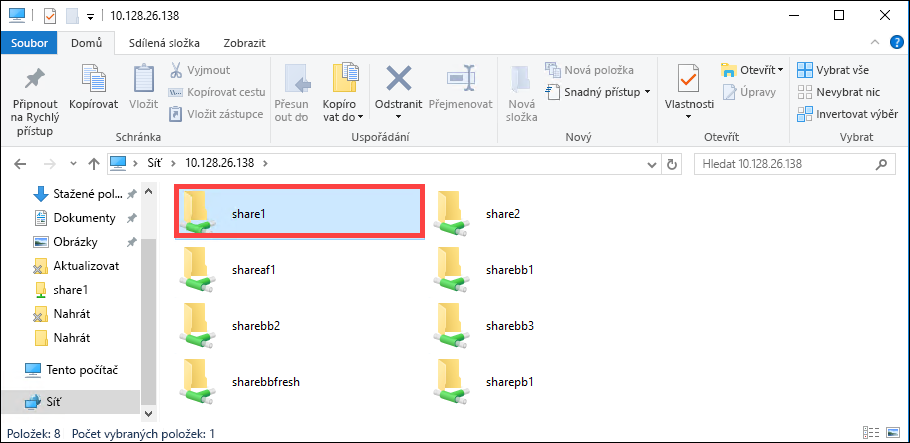 10.128.26.138
Soubor Domů Sdílená složka Zobrazit
Připnout na Rychlý přístup
Kopírovat
Vložit
Vyjmout
Kopírovat cestu
Vložit zástupce
Schránka
Přesun out do
Kopíro vat do
Odstranit
Přejmenovat
Uspořádání
Nová složka
Nová položka
Snadný přístup
Nový
Vlastnosti
Otevřít
Úpravy
Otevřít
Vybrat vše
Nevybrat nic
Invertovat výběr
Vybrat
Síť > 10.128.26.138 >
Hledat 10.128.26.138
Stažené pol...
Dokumenty
Obrázky
Aktualizovat
share1
Nahrát
Nahrát
Tento počítač
Síť
share1
share2
shareaf1
sharebb1
sharebb2
sharebb3
sharebbfresh
sharepb1
Položek: 8 Počet vybraných položek: 1